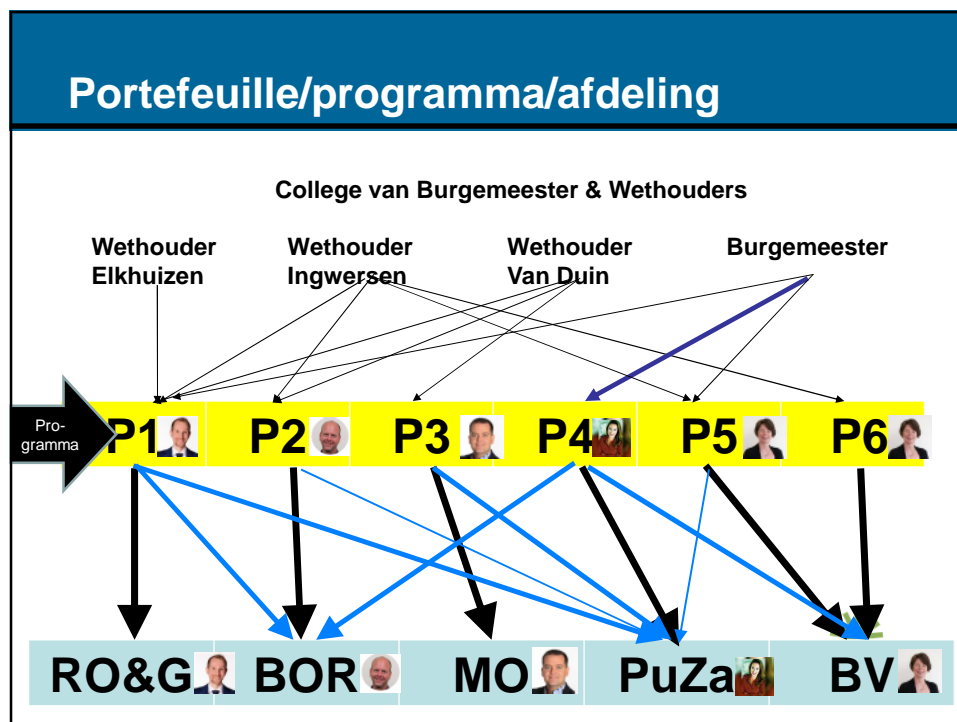 Portefeuille/programma/afdeling
College van Burgemeester & Wethouders
Wethouder
Elkhuizen
Wethouder
Ingwersen
Wethouder
Van Duin
Burgemeester
Pro-
gramma
P1 P2 P3 P4 P5 P6
RO&G BOR MO PuZa BV